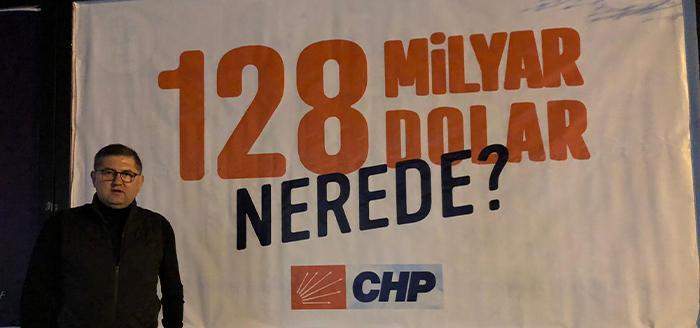 128 MİLYAR
DOLAR
NEREDE?
CHP